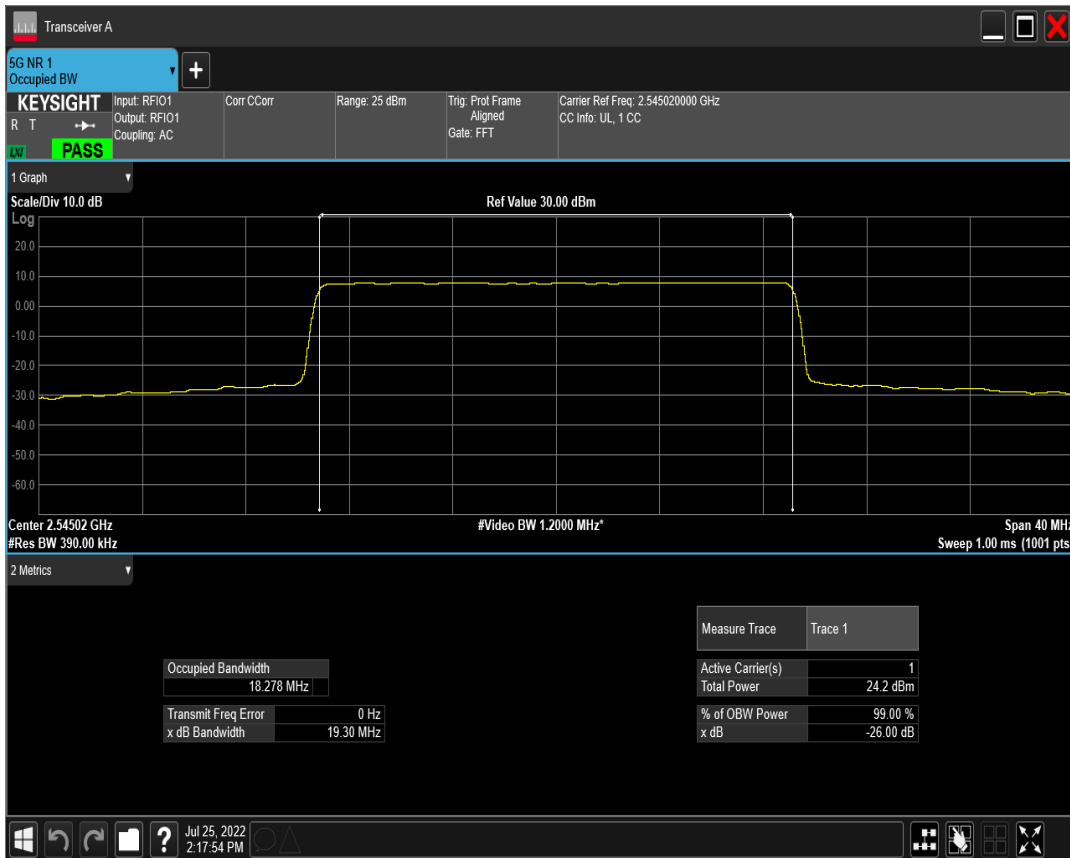 Transceiver A
5G NR 1
Occupied BW
+
KEYSIGHT
R T
LXI
PASS
Input: RFIO1
Output: RFIO1
Coupling: AC
Corr CCorr
Range: 25 dBm
Trig: Prot Frame
Aligned
Gate: FFT
Carrier Ref Freq: 2.545020000 GHz
CC Info: UL, 1 CC
1 Graph
Scale/Div 10.0 dB
Ref Value 30.00 dBm
Log
20.0
10.0
0.00
-10.0
-20.0
-30.0
-40.0
-50.0
-60.0
Center 2.54502 GHz
#Video BW 1.2000 MHz*
Span 40 MHz
#Res BW 390.00 kHz
Sweep 1.00 ms (1001 pts
2 Metrics
Measure Trace Trace 1
Occupied Bandwidth
18.278 MHz
Active Carrier(s) 1
Total Power 24.2 dBm
Transmit Freq Error 0 Hz
x dB Bandwidth 19.30 MHz
% of OBW Power 99.00 %
x dB -26.00 dB
?
Jul 25, 2022
2:17:54 PM